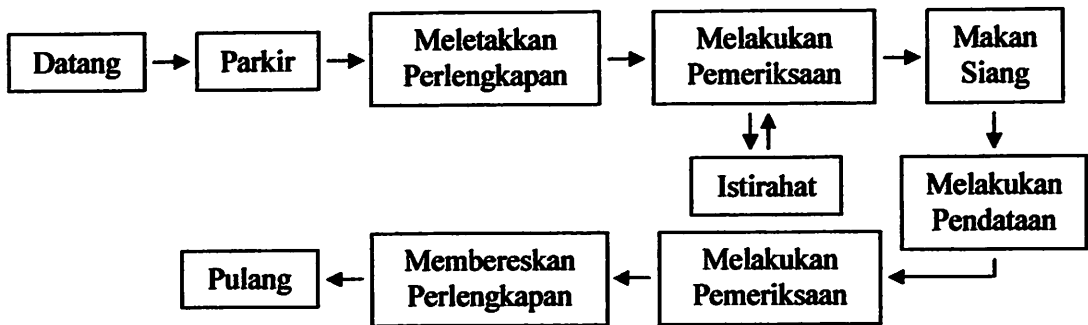 Datang
Parkir
Meletakkan
Perlengkapan
Melakukan
Pemeriksaan
Makan
Siang
Istirahat
Melakukan
Pendataan
Melakukan
Pemeriksaan
Membereskan
Perlengkapan
Pulang